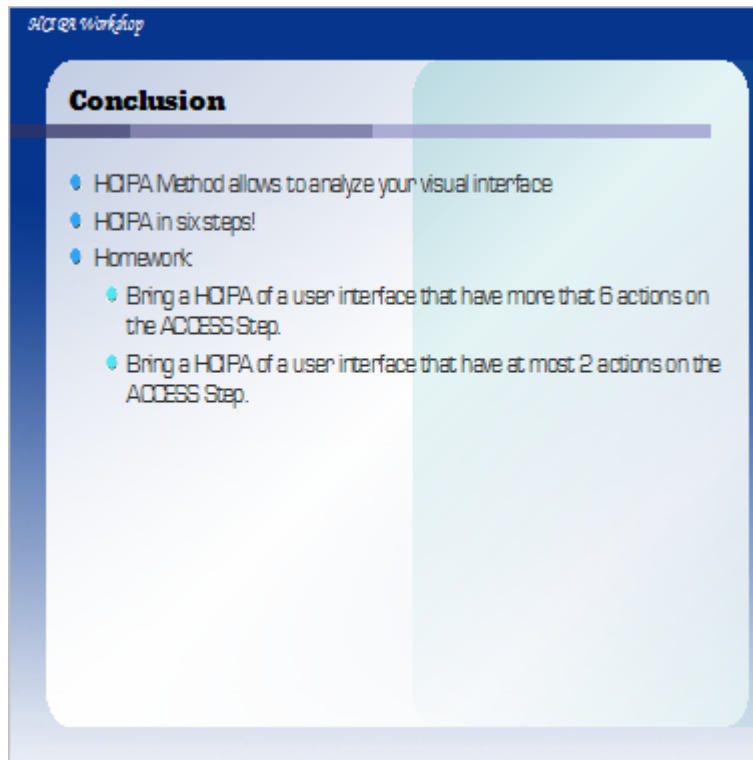 HCIPA Workshop
Conclusion
HCIPA Method allows to analyze your visual interface
HCIPA in six steps!
Homework
Bring a HCIPA of a user interface that have more that 6 actions on
the ACCESS Step.
Bring a HCIPA of a user interface that have at most 2 actions on the
ACCESS Step.